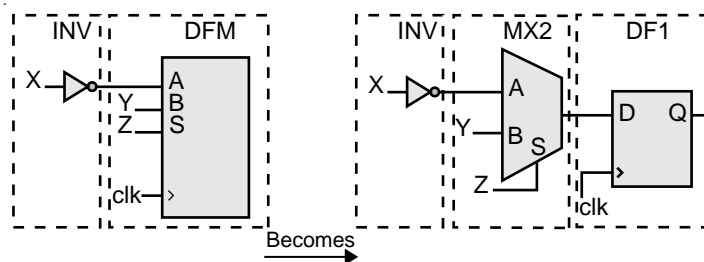 INV DFM
X A
Y B
Z S
clk
Becomes
INV MX2 DF1
X A
Y B
S
Z
D Q
clk